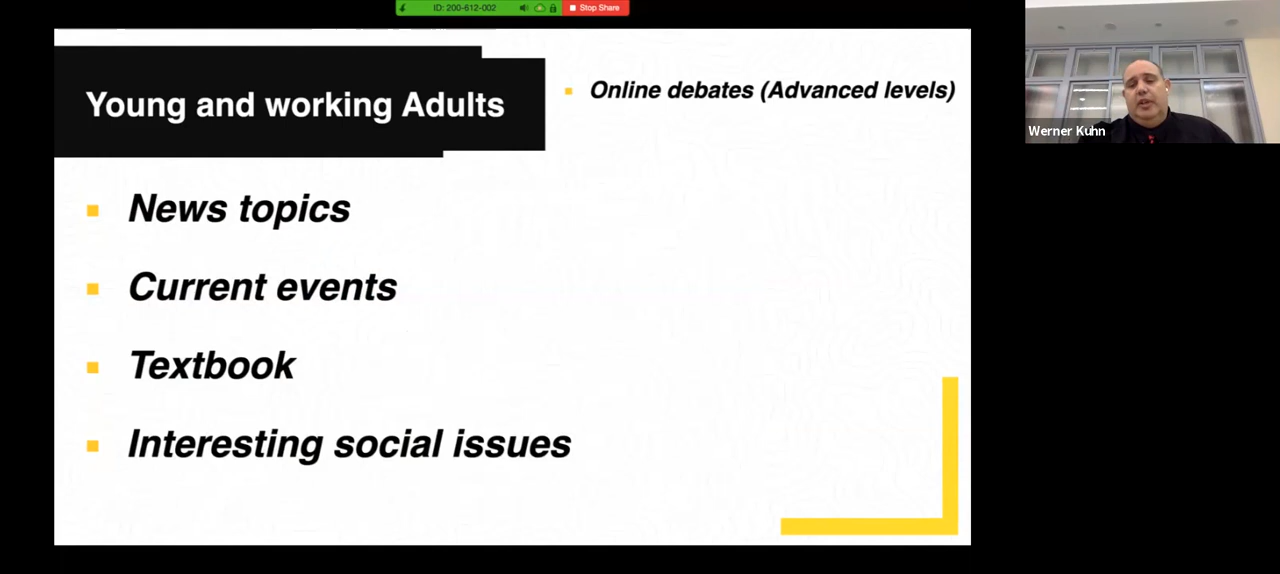 ID: 200-612-002
Stop Share
Young and working Adults
Online debates (Advanced levels)
News topics
Current events
Textbook
Interesting social issues
Werner Kuhn